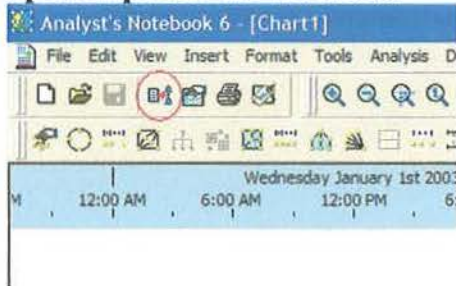 Analyst's Notebook 6 - [Chart1]
File Edit View Insert Format Tools Analysis D
Wednesday January 1st 2003
M 12:00 AM 6:00 AM 12:00 PM 6: